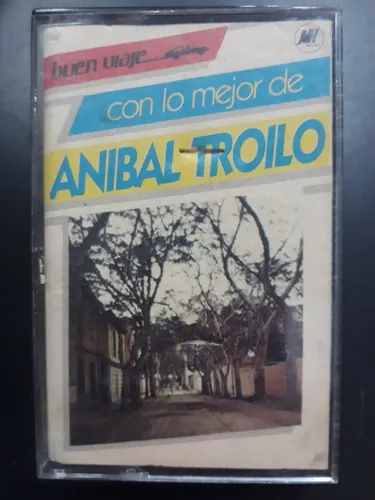 buen viaje...
con lo mejor de
ANIBAL TROILO